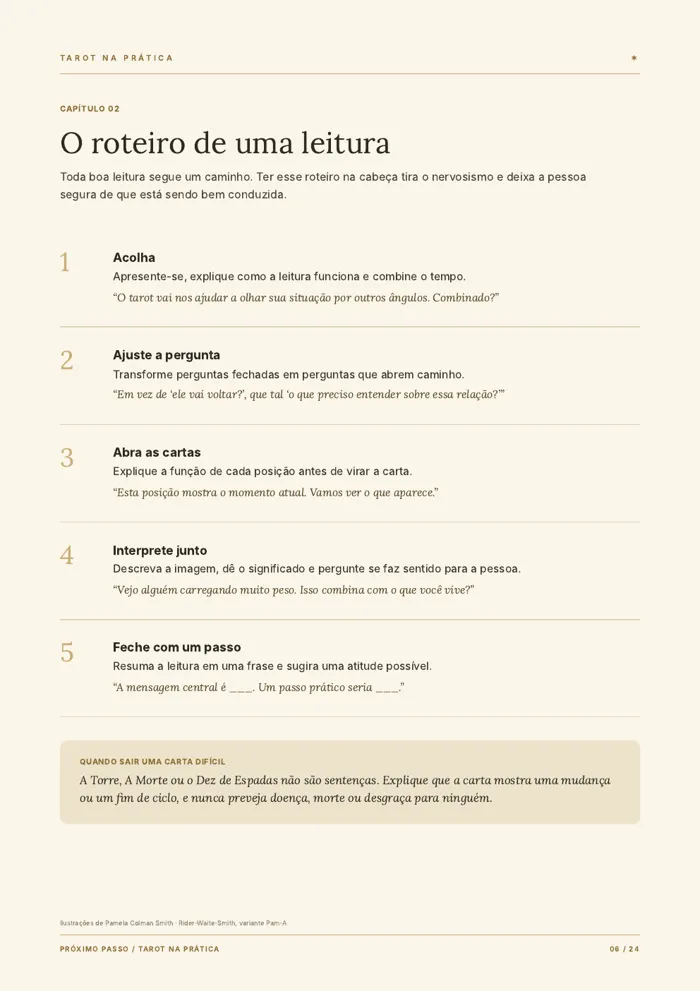 TAROT NA PRÁTICA *
CAPÍTULO 02
O roteiro de uma leitura
Toda boa leitura segue um caminho. Ter esse roteiro na cabeça tira o nervosismo e deixa a pessoa
segura de que está sendo bem conduzida.
1 Acolha
Apresente-se, explique como a leitura funciona e combine o tempo.
“O tarot vai nos ajudar a olhar sua situação por outros ângulos. Combinado?”
2 Ajuste a pergunta
Transforme perguntas fechadas em perguntas que abrem caminho.
“Em vez de ‘ele vai voltar?’, que tal ‘o que preciso entender sobre essa relação?’”
3 Abra as cartas
Explique a função de cada posição antes de virar a carta.
“Esta posição mostra o momento atual. Vamos ver o que aparece.”
4 Interprete junto
Descreva a imagem, dê o significado e pergunte se faz sentido para a pessoa.
“Vejo alguém carregando muito peso. Isso combina com o que você vive?”
5 Feche com um passo
Resuma a leitura em uma frase e sugira uma atitude possível.
“A mensagem central é ___. Um passo prático seria ___.”
QUANDO SAIR UMA CARTA DIFÍCIL
A Torre, A Morte ou o Dez de Espadas não são sentenças. Explique que a carta mostra uma mudança
ou um fim de ciclo, e nunca preveja doença, morte ou desgraça para ninguém.
Ilustrações de Pamela Colman Smith · Rider-Waite-Smith, variante Pam-A
PRÓXIMO PASSO / TAROT NA PRÁTICA 06 / 24